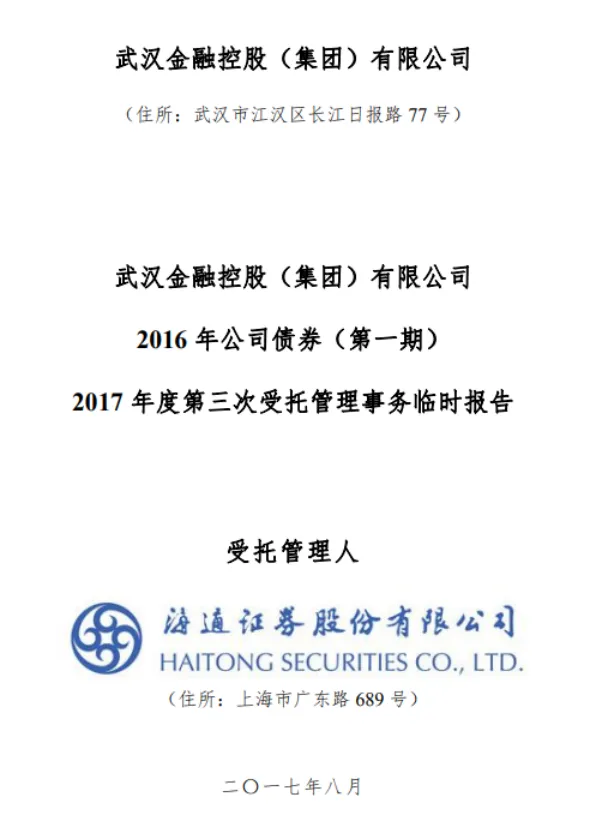 武汉金融控股（集团）有限公司
（住所：武汉市江汉区长江日报路 77 号）
武汉金融控股（集团）有限公司
2016 年公司债券（第一期）
2017 年度第三次受托管理事务临时报告
受托管理人
海通证券股份有限公司
HAITONG SECURITIES CO., LTD.
（住所：上海市广东路 689 号）
二〇一七年八月